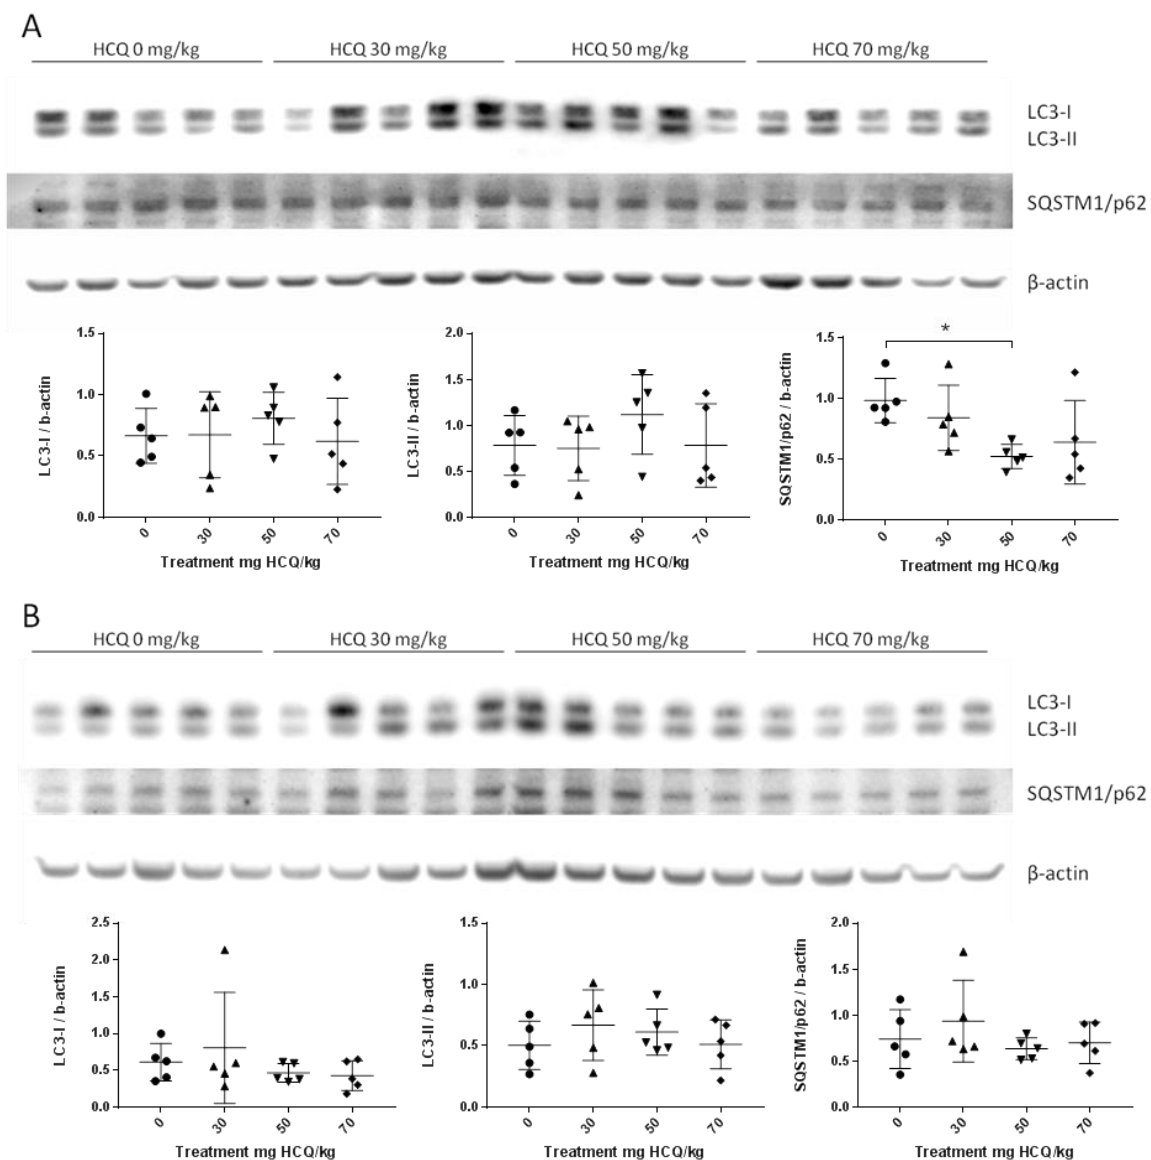 A
HCQ 0 mg/kg HCQ 30 mg/kg HCQ 50 mg/kg HCQ 70 mg/kg
LC3-I
LC3-II
SQSTM1/p62
β-actin
LC3-I / b-actin
1.5
1.0
0.5
0.0
0 30 50 70
Treatment mg HCQ/kg
LC3-II / b-actin
2.0
1.5
1.0
0.5
0.0
0 30 50 70
Treatment mg HCQ/kg
SQSTM1/p62 / b-actin
1.5
1.0
0.5
0.0
*
0 30 50 70
Treatment mg HCQ/kg
B
HCQ 0 mg/kg HCQ 30 mg/kg HCQ 50 mg/kg HCQ 70 mg/kg
LC3-I
LC3-II
SQSTM1/p62
β-actin
LC3-I / b-actin
2.5
2.0
1.5
1.0
0.5
0.0
0 30 50 70
Treatment mg HCQ/kg
LC3-II / b-actin
1.5
1.0
0.5
0.0
0 30 50 70
Treatment mg HCQ/kg
SQSTM1/p62 / b-actin
2.0
1.5
1.0
0.5
0.0
0 30 50 70
Treatment mg HCQ/kg